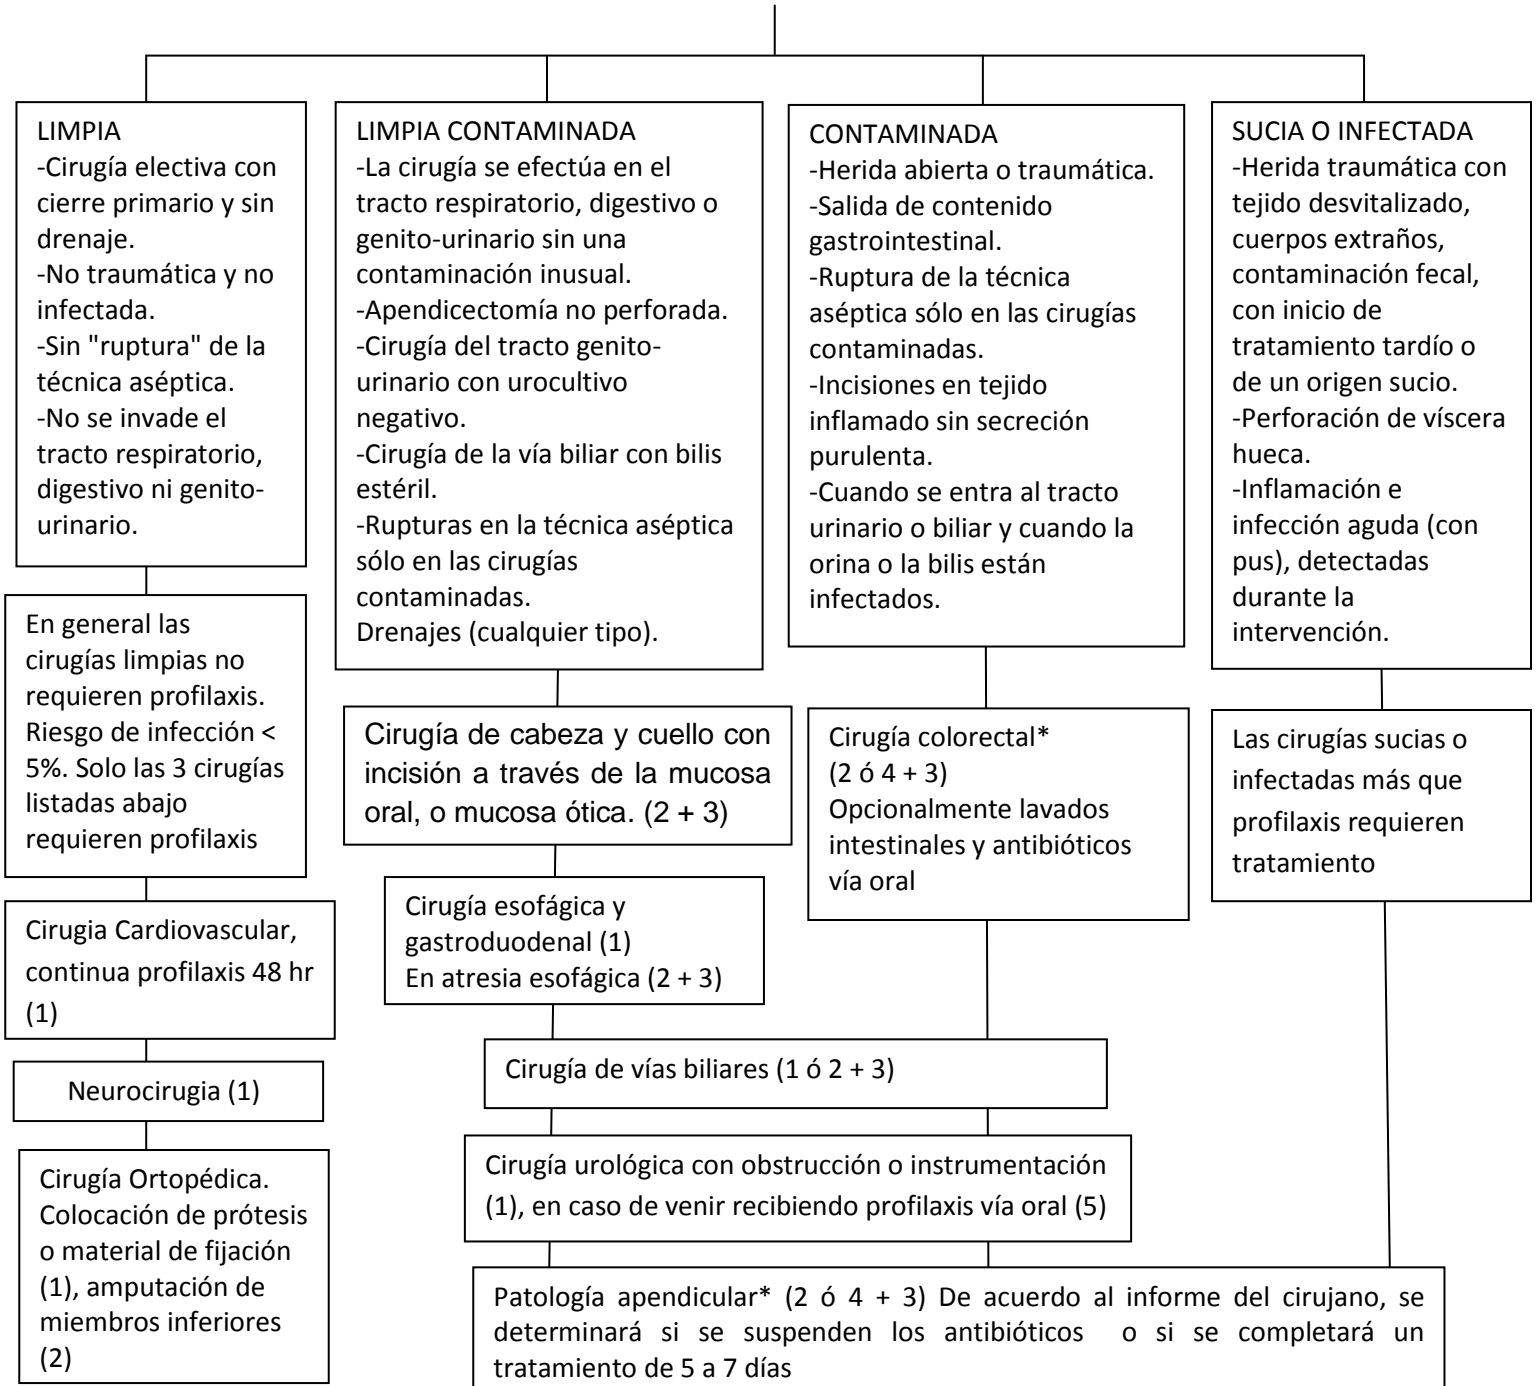 LIMPIA
-Cirugía electiva con
cierre primario y sin
drenaje.
-No traumática y no
infectada.
-Sin "ruptura" de la
técnica aséptica.
-No se invade el
tracto respiratorio,
digestivo ni genito-
urinario.
LIMPIA CONTAMINADA
-La cirugía se efectúa en el
tracto respiratorio, digestivo o
genito-urinario sin una
contaminación inusual.
-Apendicectomía no perforada.
-Cirugía del tracto genito-
urinario con urocultivo
negativo.
-Cirugía de la vía biliar con bilis
estéril.
-Rupturas en la técnica aséptica
sólo en las cirugías
contaminadas.
Drenajes (cualquier tipo).
CONTAMINADA
-Herida abierta o traumática.
-Salida de contenido
gastrointestinal.
-Ruptura de la técnica
aséptica sólo en las cirugías
contaminadas.
-Incisiones en tejido
inflamado sin secreción
purulenta.
-Cuando se entra al tracto
urinario o biliar y cuando la
orina o la bilis están
infectados.
SUCIA O INFECTADA
-Herida traumática con
tejido desvitalizado,
cuerpos extraños,
contaminación fecal,
con inicio de
tratamiento tardío o
de un origen sucio.
-Perforación de víscera
hueca.
-Inflamación e
infección aguda (con
pus), detectadas
durante la
intervención.
En general las
cirugías limpias no
requieren profilaxis.
Riesgo de infección <
5%. Solo las 3 cirugías
listadas abajo
requieren profilaxis
Cirugía de cabeza y cuello con
incisión a través de la mucosa
oral, o mucosa ótica. (2 + 3)
Cirugía colorectal*
(2 ó 4 + 3)
Opcionalmente lavados
intestinales y antibióticos
vía oral
Las cirugías sucias o
infectadas más que
profilaxis requieren
tratamiento
Cirugia Cardiovascular,
continua profilaxis 48 hr
(1)
Cirugía esofágica y
gastroduodenal (1)
En atresia esofágica (2 + 3)
Neurocirugia (1)
Cirugía de vías biliares (1 ó 2 + 3)
Cirugía Ortopédica.
Colocación de prótesis
o material de fijación
(1), amputación de
miembros inferiores
(2)
Cirugía urológica con obstrucción o instrumentación
(1), en caso de venir recibiendo profilaxis vía oral (5)
Patología apendicular* (2 ó 4 + 3) De acuerdo al informe del cirujano, se
determinará si se suspenden los antibióticos o si se completará un
tratamiento de 5 a 7 días